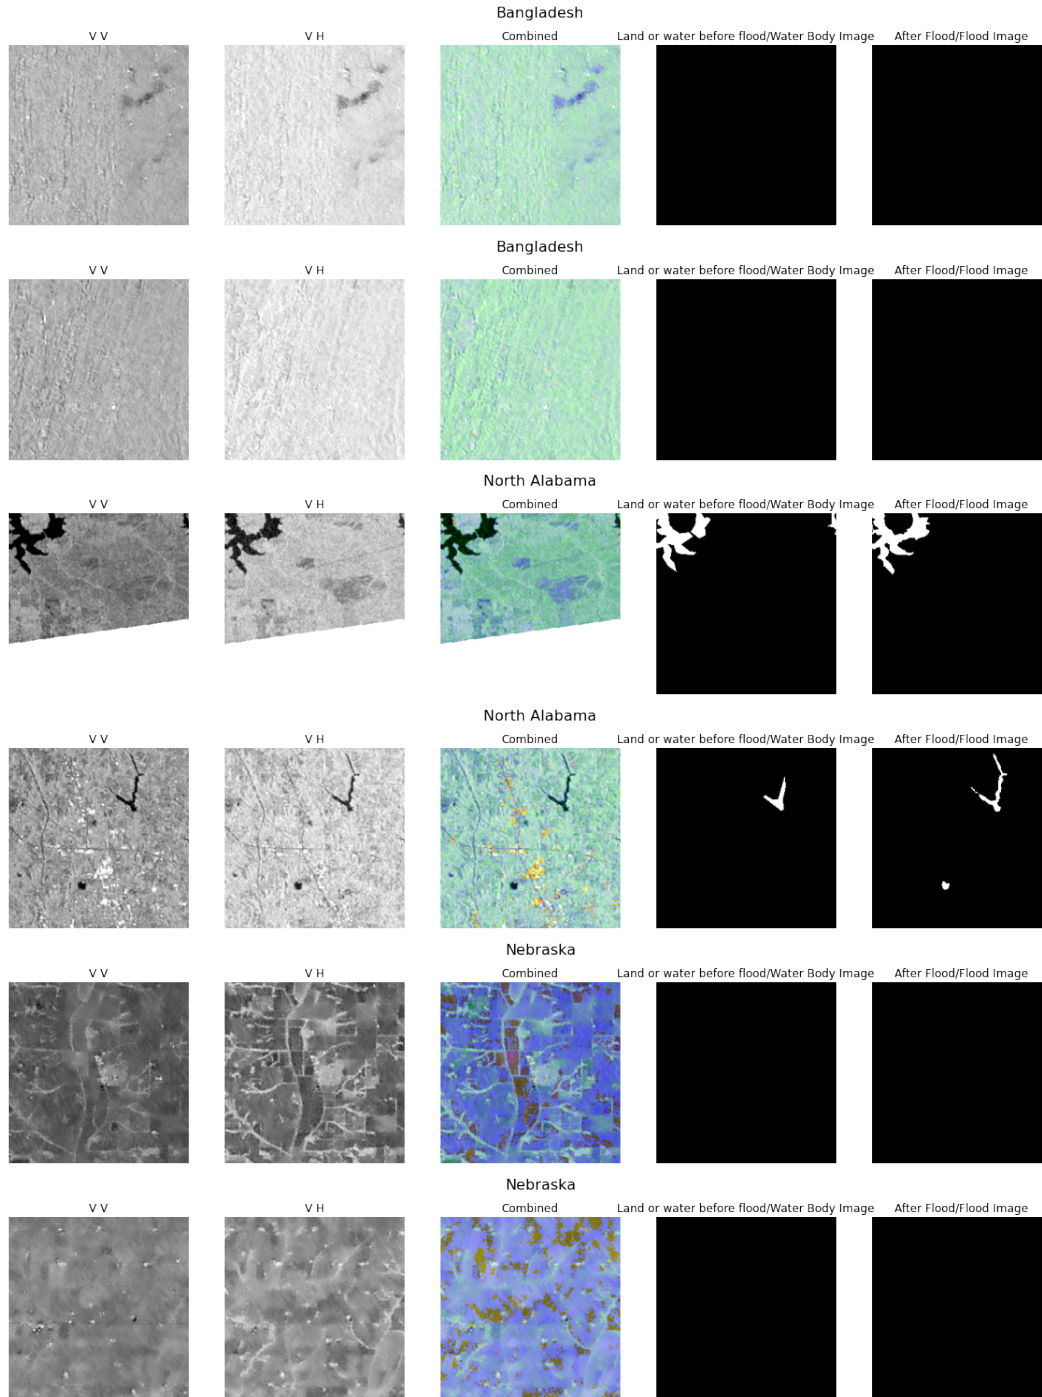 Bangladesh
V V V H Combined Land or water before flood/Water Body Image After Flood/Flood Image
Bangladesh
V V V H Combined Land or water before flood/Water Body Image After Flood/Flood Image
North Alabama
V V V H Combined Land or water before flood/Water Body Image After Flood/Flood Image
North Alabama
V V V H Combined Land or water before flood/Water Body Image After Flood/Flood Image
Nebraska
V V V H Combined Land or water before flood/Water Body Image After Flood/Flood Image
Nebraska
V V V H Combined Land or water before flood/Water Body Image After Flood/Flood Image